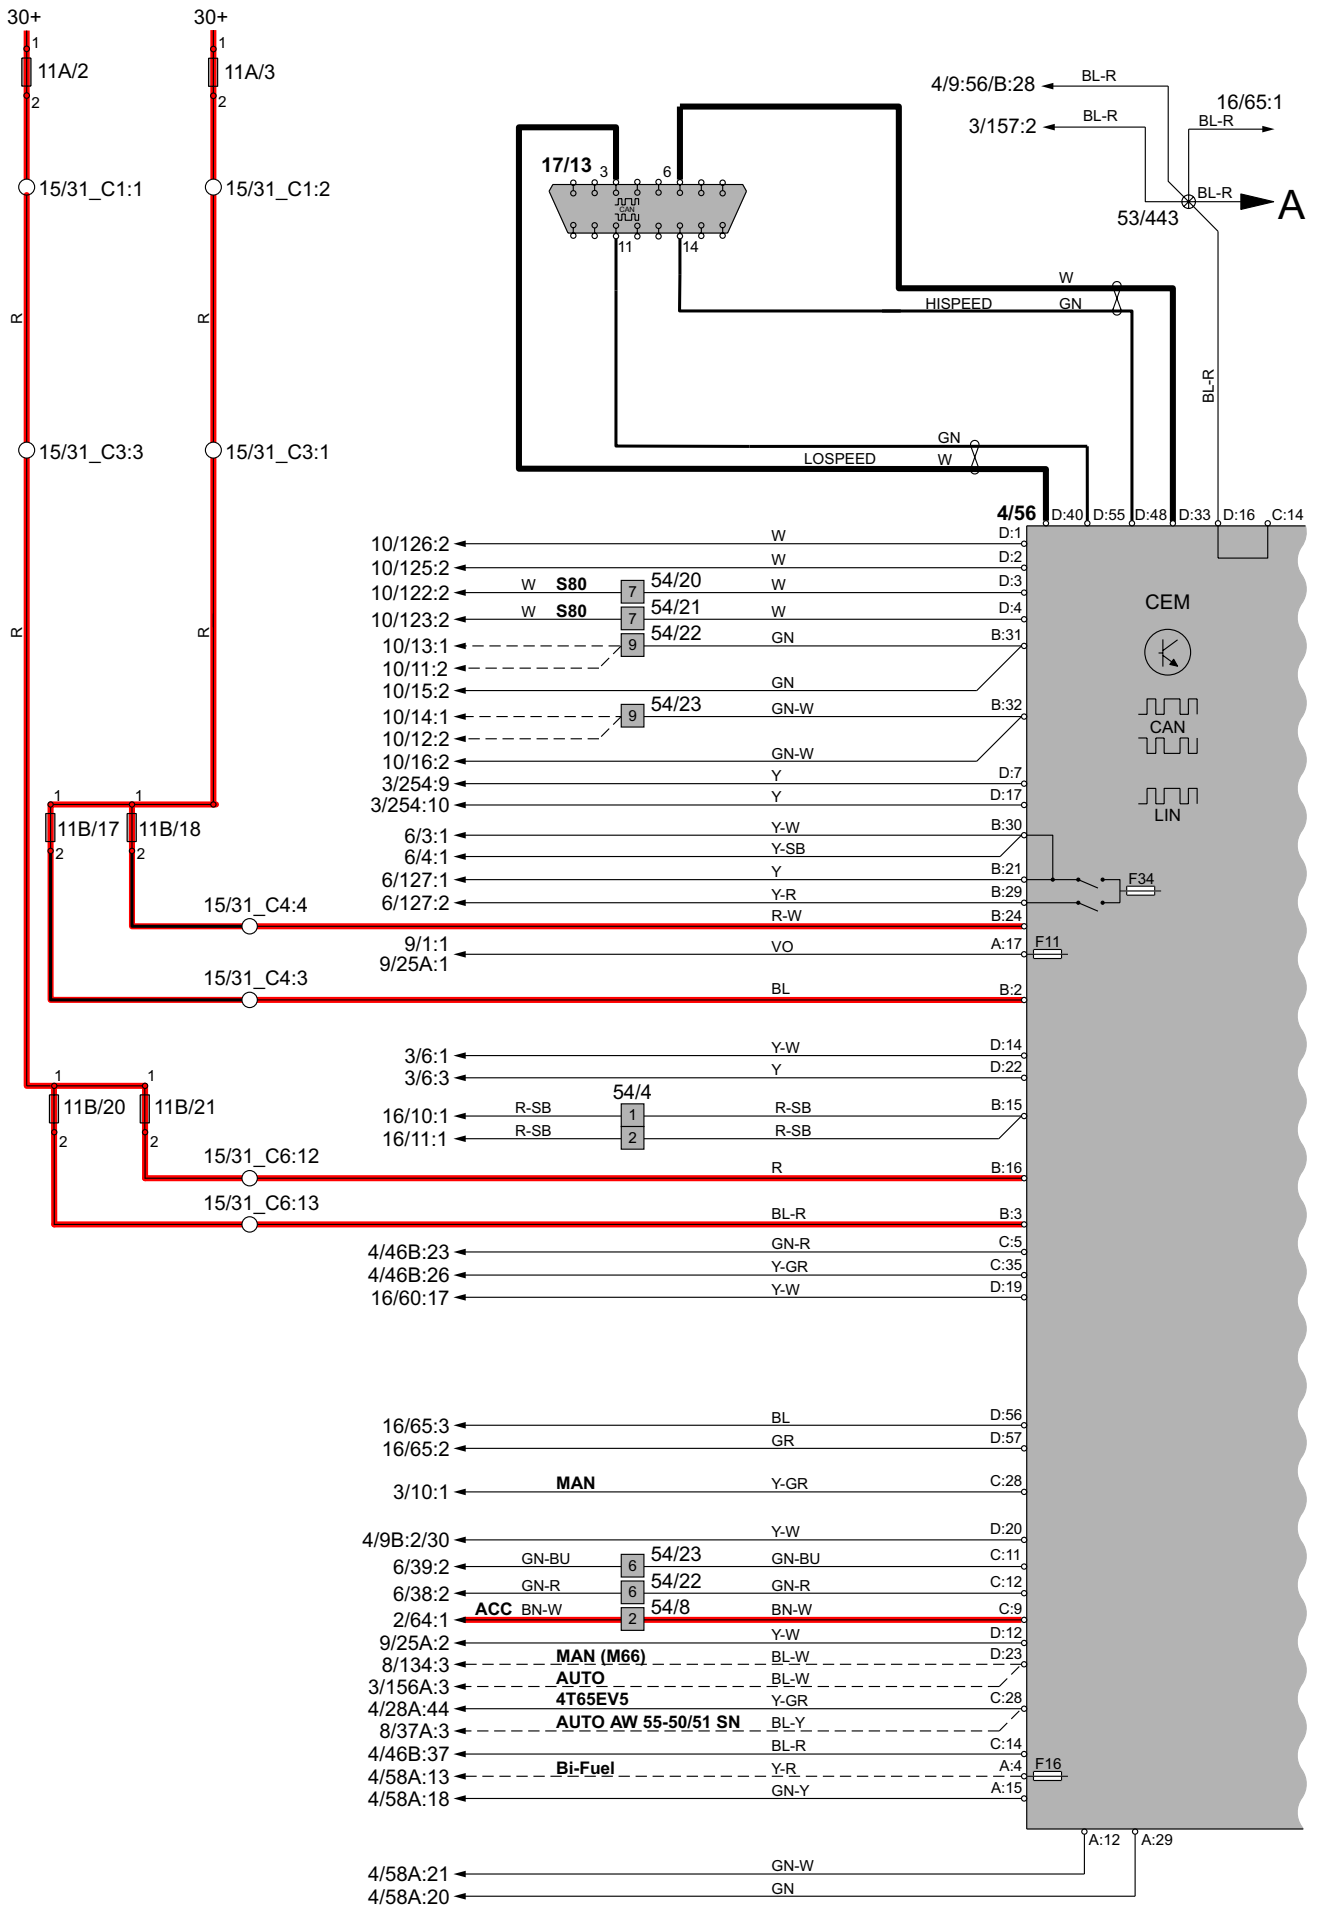 30+ 30+
1 1
11A/2 11A/3
2 2
4/9:56/B:28 BL-R
16/65:1
3/157:2 BL-R BL-R
17/13 3 6
CAN
15/31_C1:1 15/31_C1:2
BL-R A
53/443
11 14
W
HISPEED GN
R R
BL-R
GN
15/31_C3:3 15/31_C3:1
LOSPEED W
4/56 D:40 D:55 D:48 D:33 D:16 C:14
10/126:2 W D:1
10/125:2 W D:2
10/122:2 W S80 7 54/20 W D:3
10/123:2 W S80 7 54/21 W D:4
CEM
R R
10/13:1 9 54/22 GN B:31
10/11:2
10/15:2 GN
10/14:1 9 54/23 GN-W B:32
CAN
10/12:2
10/16:2 GN-W
3/254:9 Y D:7
3/254:10 Y D:17
LIN
1 1
11B/17 11B/18
2 2
6/3:1 Y-W B:30
6/4:1 Y-SB
6/127:1 Y B:21
F34
6/127:2 Y-R B:29
15/31_C4:4 R-W B:24
9/1:1 VO A:17 F11
9/25A:1
15/31_C4:3 BL B:2
3/6:1 Y-W D:14
3/6:3 Y D:22
1 1
11B/20 11B/21
2 2
54/4
16/10:1 R-SB 1 R-SB B:15
16/11:1 R-SB 2 R-SB
15/31_C6:12 R B:16
15/31_C6:13 BL-R B:3
4/46B:23 GN-R C:5
4/46B:26 Y-GR C:35
16/60:17 Y-W D:19
16/65:3 BL D:56
16/65:2 GR D:57
3/10:1 MAN Y-GR C:28
4/9B:2/30 Y-W D:20
6/39:2 GN-BU 6 54/23 GN-BU C:11
6/38:2 GN-R 6 54/22 GN-R C:12
2/64:1 ACC BN-W 2 54/8 BN-W C:9
9/25A:2 Y-W D:12
8/134:3 MAN (M66) BL-W D:23
3/156A:3 AUTO BL-W
4/28A:44 4T65EV5 Y-GR C:28
8/37A:3 AUTO AW 55-50/51 SN BL-Y
4/46B:37 BL-R C:14
4/58A:13 Bi-Fuel Y-R A:4 F16
4/58A:18 GN-Y A:15
A:12 A:29
4/58A:21 GN-W
4/58A:20 GN